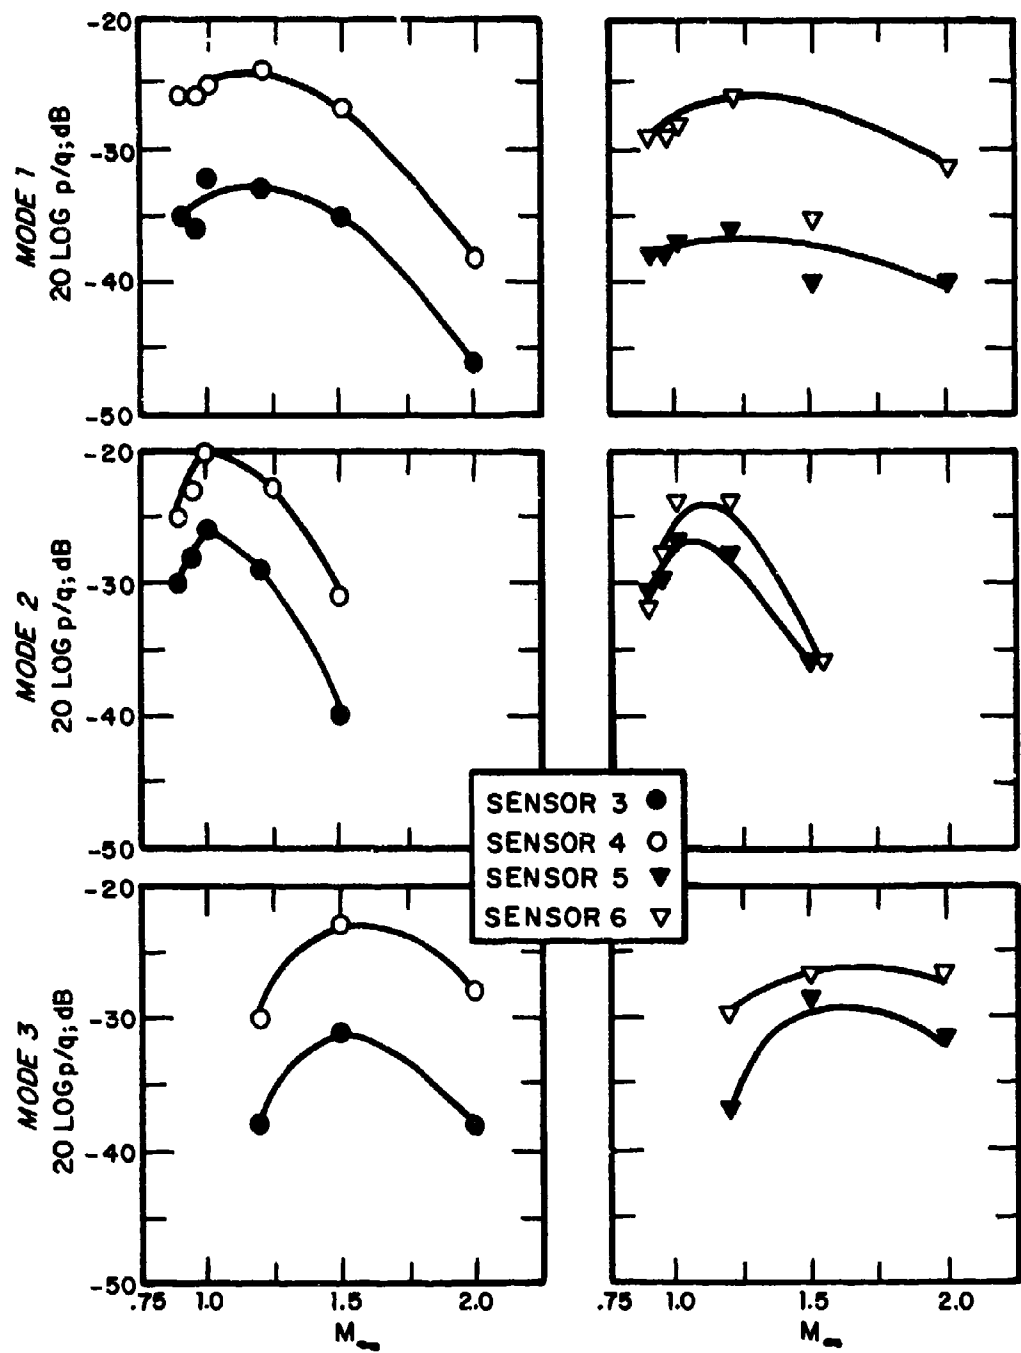 MODE 1
20 LOG p/q; dB
-20
-30
-40
-50
MODE 2
20 LOG p/q; dB
-20
-30
-40
-50
SENSOR 3
SENSOR 4
SENSOR 5
SENSOR 6
MODE 3
20 LOG p/q; dB
-20
-30
-40
-50
.75 1.0 1.5 2.0
.75 1.0 1.5 2.0
M∞
M∞